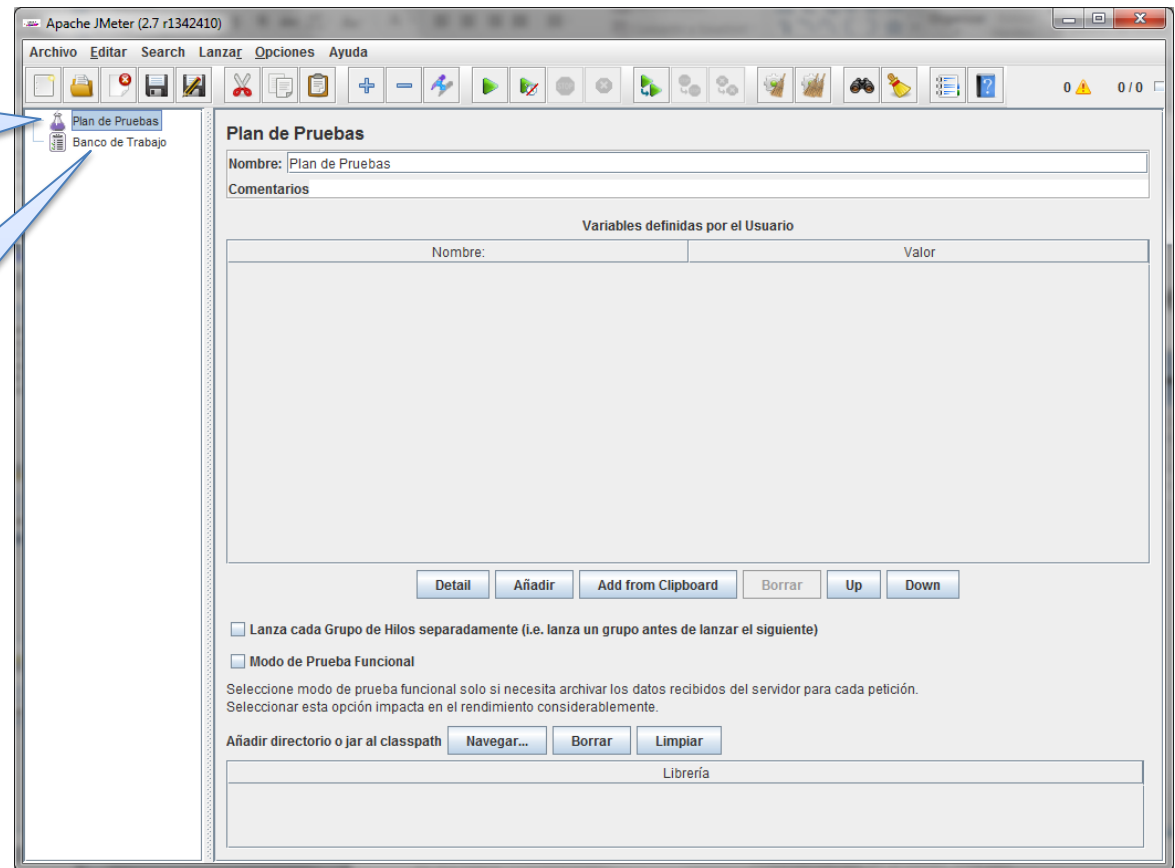 Apache JMeter (2.7 r1342410)
Archivo Editar Search Lanzar Opciones Ayuda
0 0 / 0
Plan de Pruebas
Banco de Trabajo
Plan de Pruebas
Nombre: Plan de Pruebas
Comentarios
Variables definidas por el Usuario
Nombre: Valor
Detail Añadir Add from Clipboard Borrar Up Down
Lanza cada Grupo de Hilos separadamente (i.e. lanza un grupo antes de lanzar el siguiente)
Modo de Prueba Funcional
Seleccione modo de prueba funcional solo si necesita archivar los datos recibidos del servidor para cada petición.
Seleccionar esta opción impacta en el rendimiento considerablemente.
Añadir directorio o jar al classpath Navegar... Borrar Limpiar
Librería